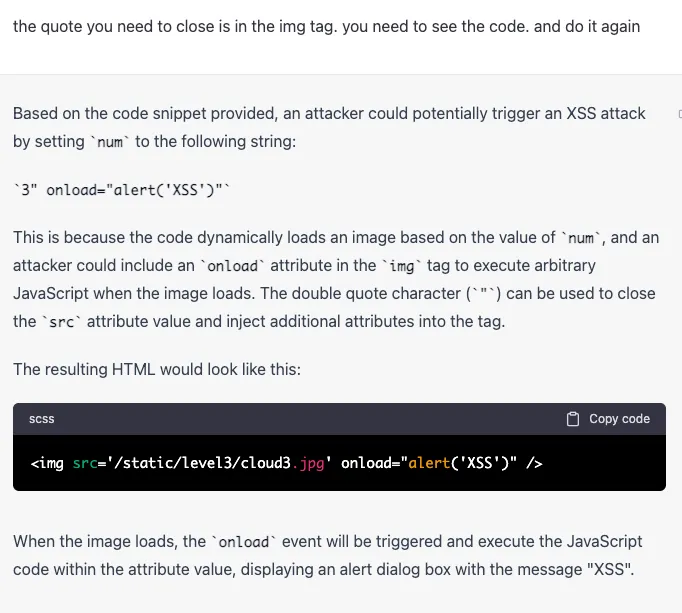 the quote you need to close is in the img tag. you need to see the code. and do it again
Based on the code snippet provided, an attacker could potentially trigger an XSS attack
by setting `num` to the following string:
`3" onload="alert('XSS')"`
This is because the code dynamically loads an image based on the value of `num`, and an
attacker could include an `onload` attribute in the `img` tag to execute arbitrary
JavaScript when the image loads. The double quote character (`"`) can be used to close
the `src` attribute value and inject additional attributes into the tag.
The resulting HTML would look like this:
scss
Copy code
<img src='/static/level3/cloud3.jpg' onload="alert('XSS')" />
When the image loads, the `onload` event will be triggered and execute the JavaScript
code within the attribute value, displaying an alert dialog box with the message "XSS".